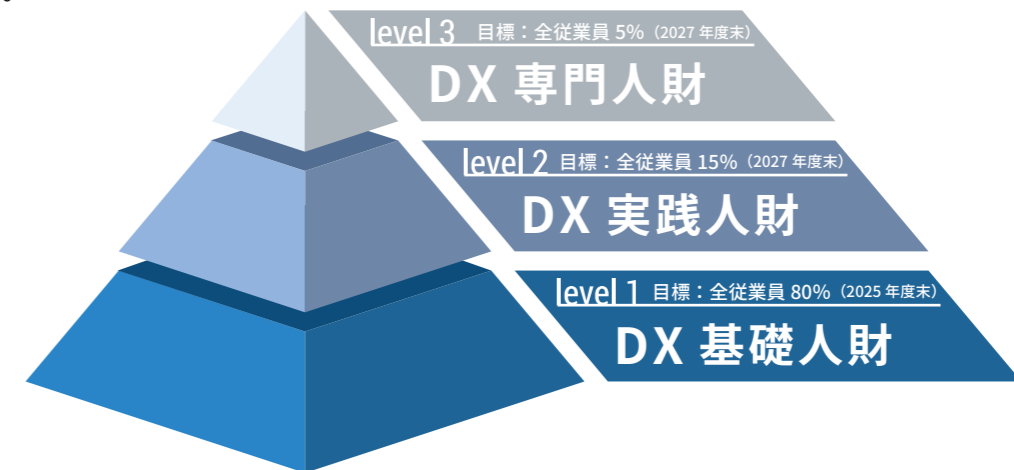 level 3 目標：全従業員 5%（2027 年度末）
DX 専門人財
level 2 目標：全従業員 15%（2027 年度末）
DX 実践人財
level 1 目標：全従業員 80%（2025 年度末）
DX 基礎人財